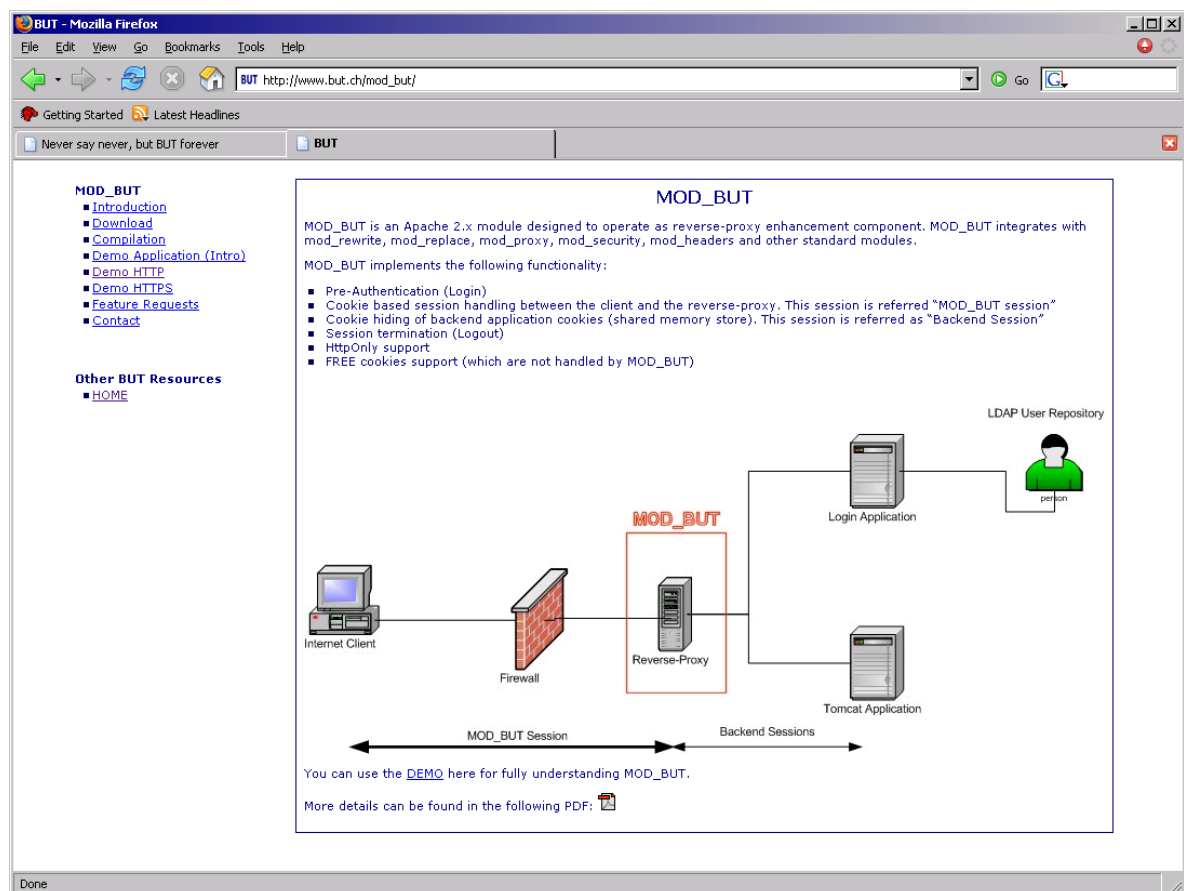 BUT - Mozilla Firefox
File Edit View Go Bookmarks Tools Help
BUT http://www.but.ch/mod_but/
Go
G
Getting Started Latest Headlines
Never say never, but BUT forever
BUT
MOD_BUT
Introduction
Download
Compilation
Demo Application (Intro)
Demo HTTP
Demo HTTPS
Feature Requests
Contact
Other BUT Resources
HOME
MOD_BUT
MOD_BUT is an Apache 2.x module designed to operate as reverse-proxy enhancement component. MOD_BUT integrates with
mod_rewrite, mod_replace, mod_proxy, mod_security, mod_headers and other standard modules.
MOD_BUT implements the following functionality:
Pre-Authentication (Login)
Cookie based session handling between the client and the reverse-proxy. This session is referred “MOD_BUT session”
Cookie hiding of backend application cookies (shared memory store). This session is referred as “Backend Session”
Session termination (Logout)
HttpOnly support
FREE cookies support (which are not handled by MOD_BUT)
LDAP User Repository
person
Login Application
MOD_BUT
Internet Client
Firewall
Reverse-Proxy
Tomcat Application
MOD_BUT Session
Backend Sessions
You can use the DEMO here for fully understanding MOD_BUT.
More details can be found in the following PDF:
Done